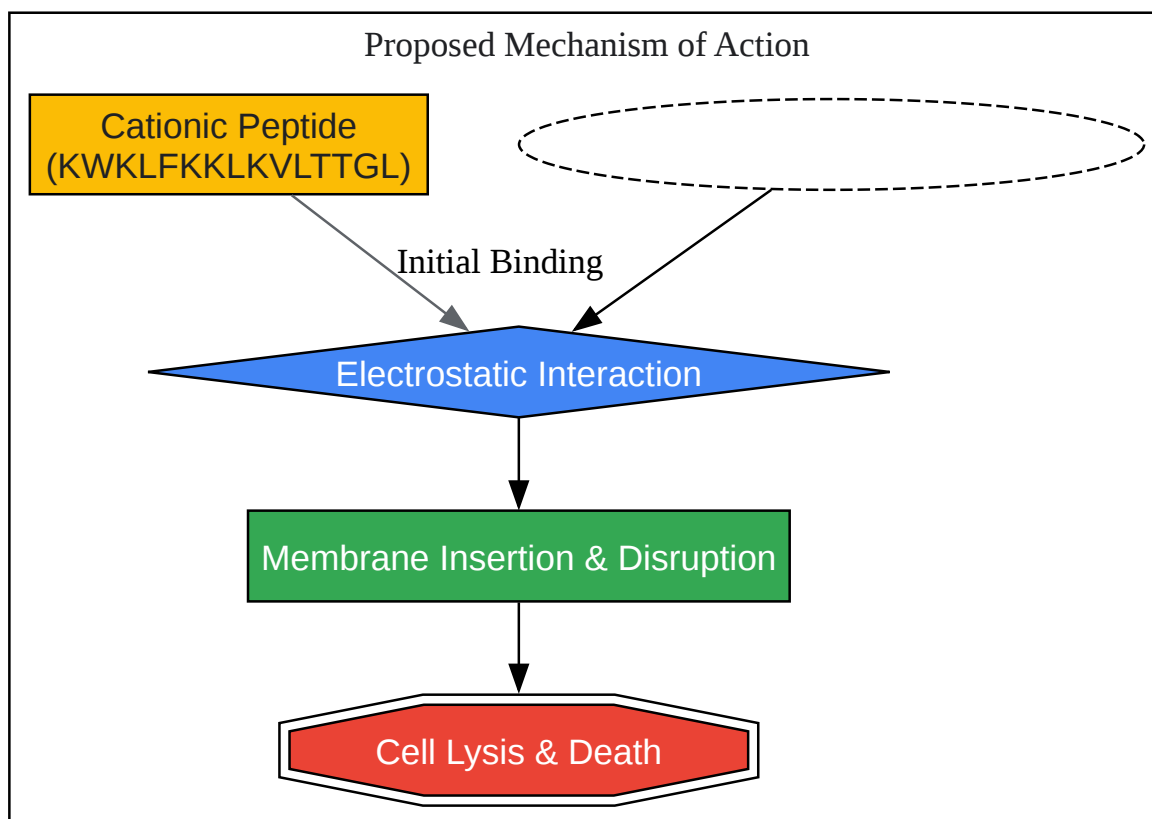 Proposed Mechanism of Action
Cationic Peptide
(KWKLFKKLKVLTTGL)
Initial Binding
Electrostatic Interaction
Membrane Insertion & Disruption
Cell Lysis & Death